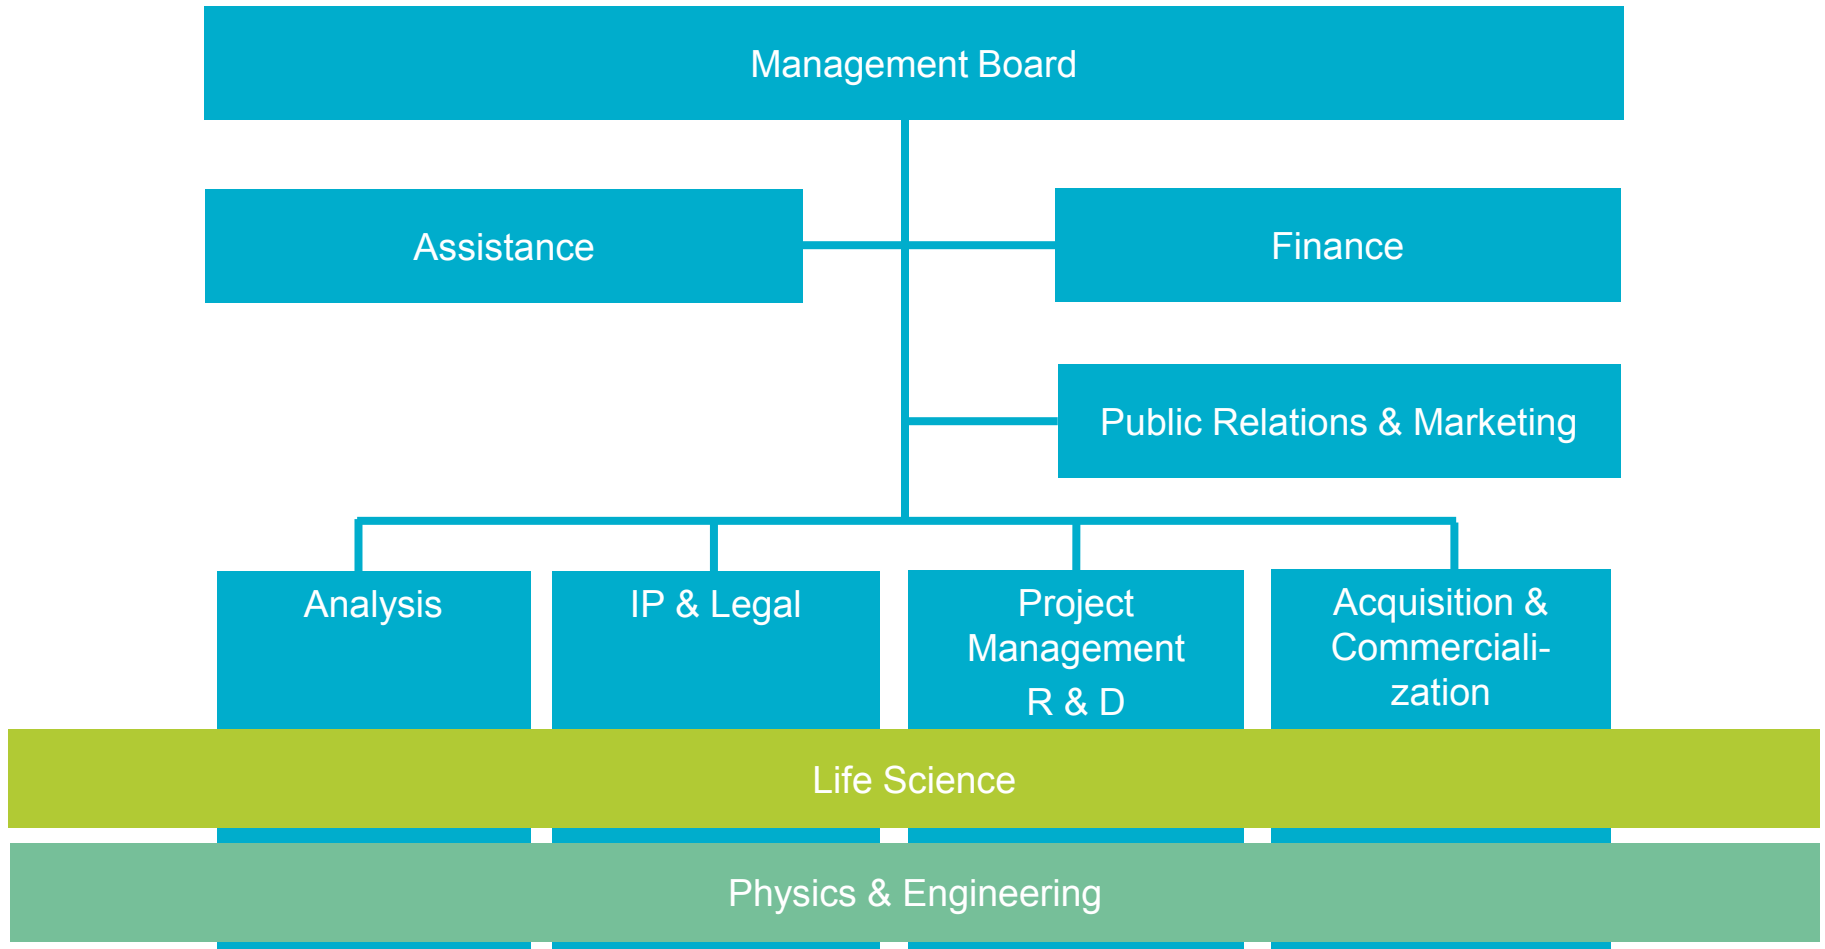 Management Board
Assistance
Finance
Public Relations & Marketing
Analysis
IP & Legal
Project
Management
R & D
Acquisition &
Commerciali-
zation
Life Science
Physics & Engineering